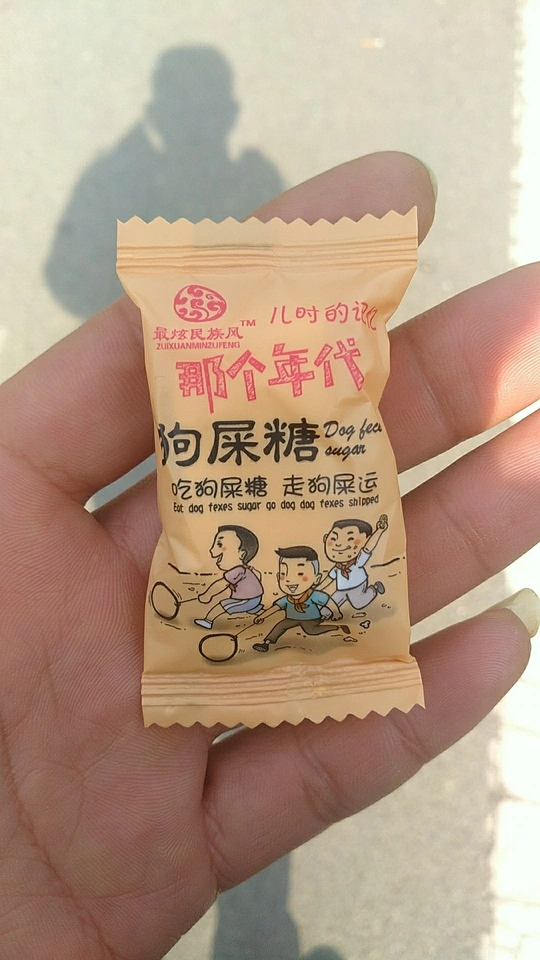 儿时的记忆
最炫民族风™
ZUIXUANMINZUFENG
那个年代
狗屎糖
Dog fec
sugar
吃狗屎糖 走狗屎运
Eat dog fexes sugar go dog dog fexes shipped